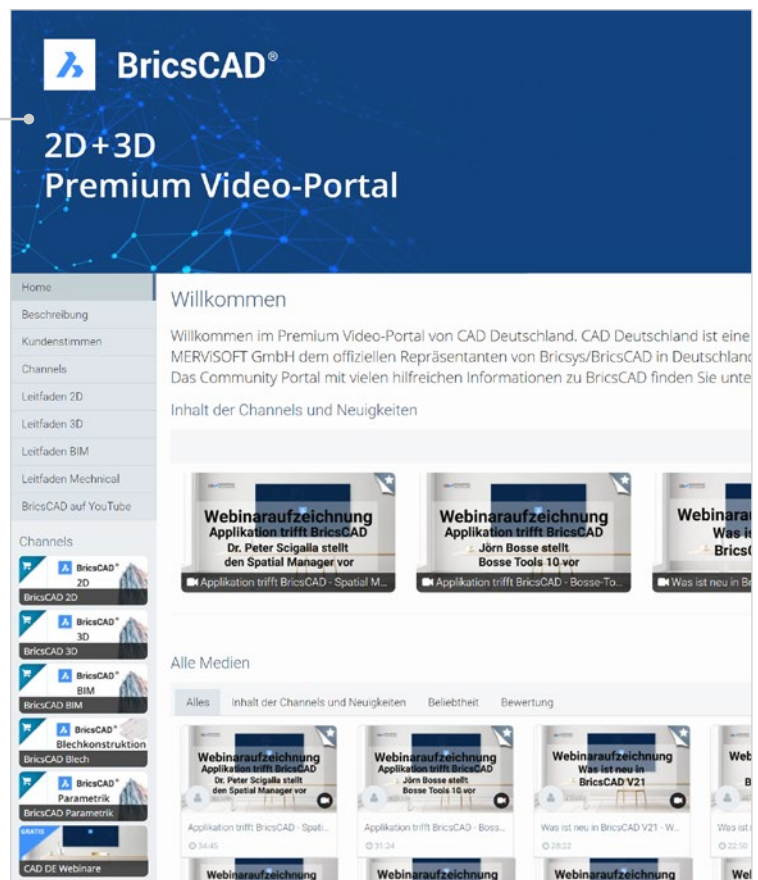 BricsCAD®
2D+3D
Premium Video-Portal
Home
Beschreibung
Kundenstimmen
Channels
Leitfaden 2D
Leitfaden 3D
Leitfaden BIM
Leitfaden Mechnical
BricsCAD auf YouTube
Channels
BricsCAD®
2D
BricsCAD 2D
BricsCAD®
3D
BricsCAD 3D
BricsCAD®
BIM
BricsCAD BIM
BricsCAD®
Blechkonstruktion
BricsCAD Blech
BricsCAD®
Parametrik
BricsCAD Parametrik
GRATIS
CAD DE Webinare
Willkommen
Willkommen im Premium Video-Portal von CAD Deutschland. CAD Deutschland ist eine
MERViSOFT GmbH dem offiziellen Repräsentanten von Bricsys/BricsCAD in Deutschland
Das Community Portal mit vielen hilfreichen Informationen zu BricsCAD finden Sie unte
Inhalt der Channels und Neuigkeiten
Webinaraufzeichnung
Applikation trifft BricsCAD
Dr. Peter Scigalla stellt
den Spatial Manager vor
Applikation trifft BricsCAD - Spatial M...
Webinaraufzeichnung
Applikation trifft BricsCAD
Jörn Bosse stellt
Bosse Tools 10 vor
Applikation trifft BricsCAD - Bosse-To...
Webinara
Was i
BricsC
Was ist neu in Br
Alle Medien
Alles Inhalt der Channels und Neuigkeiten Beliebtheit Bewertung
Webinaraufzeichnung
Applikation trifft BricsCAD
Dr. Peter Scigalla stellt
den Spatial Manager vor
Applikation trifft BricsCAD - Spati...
34:45
Webinaraufzeichnung
Applikation trifft BricsCAD
Jörn Bosse stellt
Bosse Tools 10 vor
Applikation trifft BricsCAD - Boss...
31:24
Webinaraufzeichnung
Was ist neu in
BricsCAD V21
Was ist neu in BricsCAD V21 - W...
28:22
Web
B
Was ist
22:50
Webinaraufzeichnung
Webinaraufzeichnung
Webinaraufzeichnung
Wel